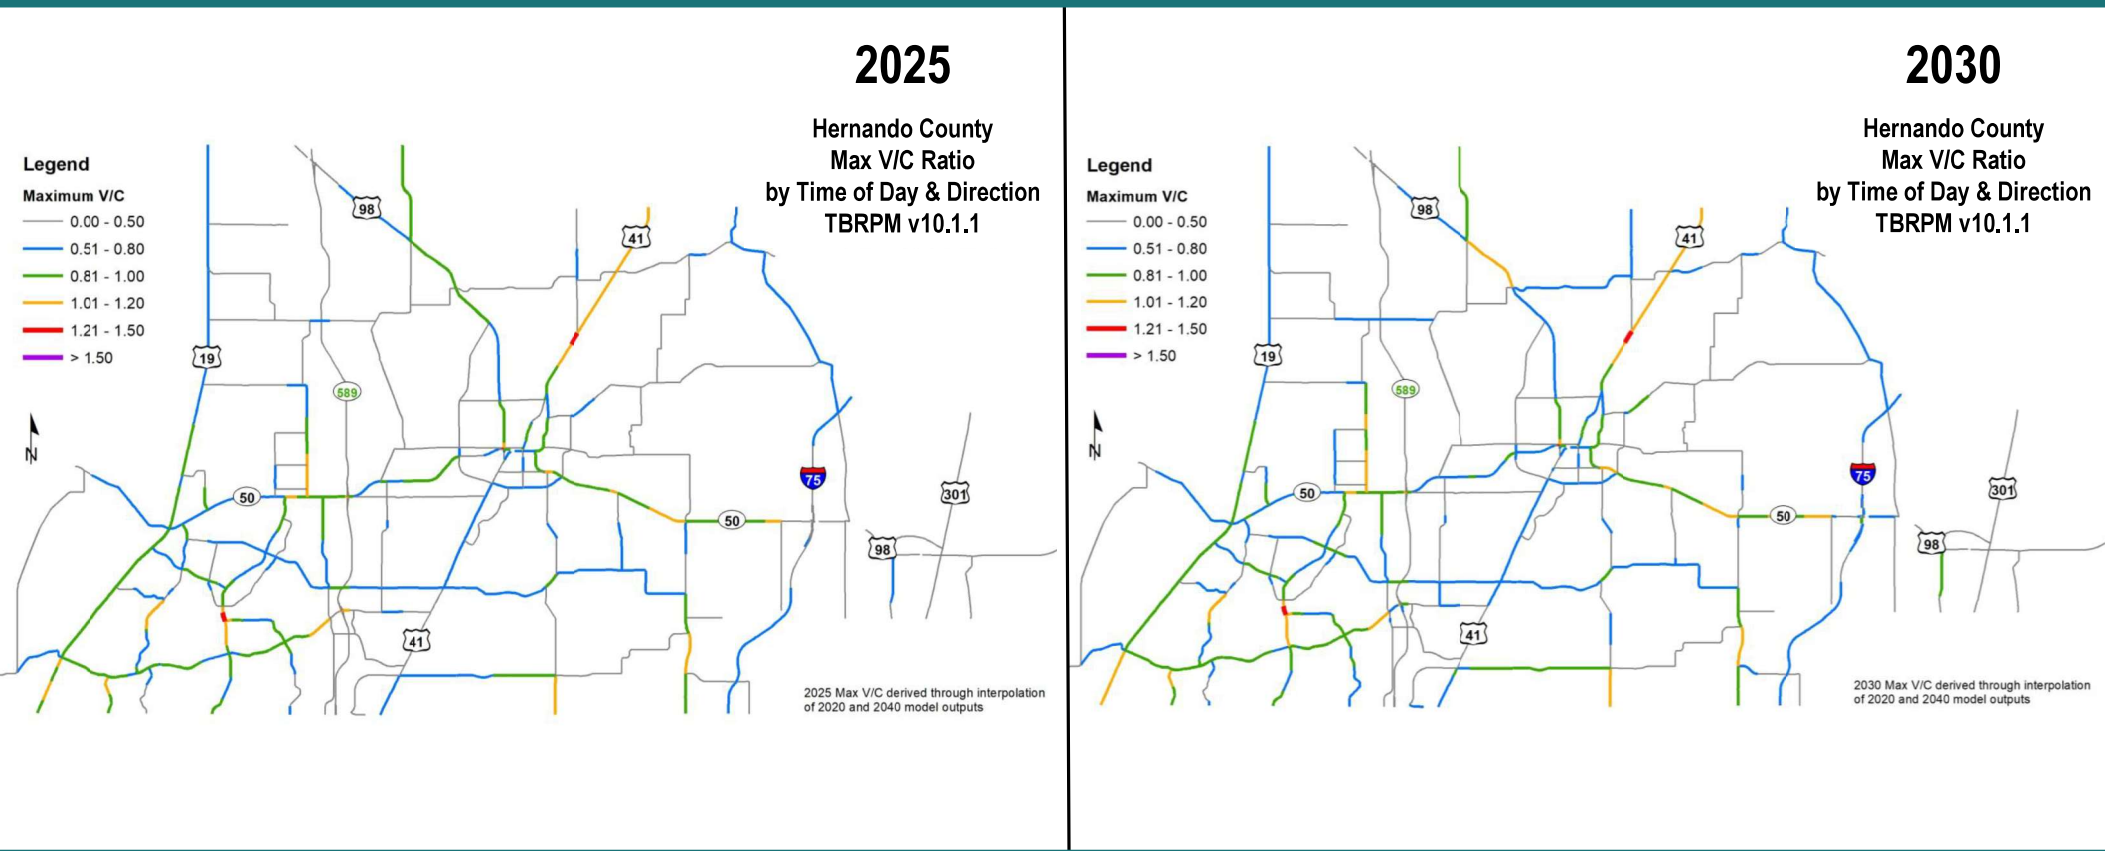 2025
Hernando County
Max V/C Ratio
by Time of Day & Direction
TBRPM v10.1.1
Legend
Maximum V/C
0.00 - 0.50
0.51 - 0.80
0.81 - 1.00
1.01 - 1.20
1.21 - 1.50
> 1.50
98
41
19
589
N
50
75
301
50
98
41
2025 Max V/C derived through interpolation
of 2020 and 2040 model outputs
2030
Hernando County
Max V/C Ratio
by Time of Day & Direction
TBRPM v10.1.1
Legend
Maximum V/C
0.00 - 0.50
0.51 - 0.80
0.81 - 1.00
1.01 - 1.20
1.21 - 1.50
> 1.50
98
41
19
589
N
50
75
301
50
98
41
2030 Max V/C derived through interpolation
of 2020 and 2040 model outputs